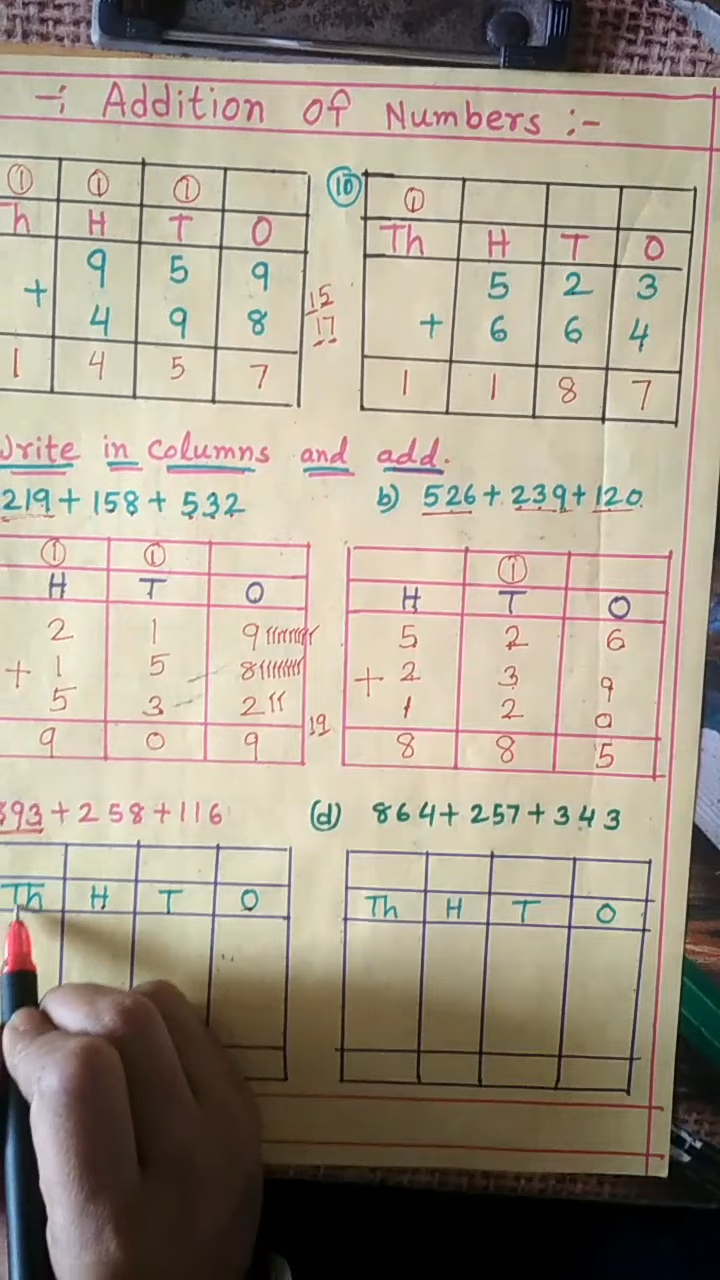 -: Addition of Numbers :-
① ① ①
Th H T O
9 5 9
+ 4 9 8
1 4 5 7
15
17
10
①
Th H T O
5 2 3
+ 6 6 4
1 1 8 7
Write in columns and add.
219 + 158 + 532
① ①
H T O
2 1 9
+ 1 5 8
5 3 2
9 0 9
19
b) 526 + 239 + 120
①
H T O
5 2 6
+ 2 3 9
1 2 0
8 8 5
93 + 258 + 116
Th H T O
(d) 864 + 257 + 343
Th H T O